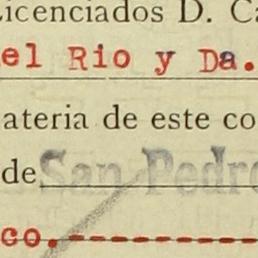 Licenciados D. Ca
el Rio y Da.
ateria de este co
de San Pedro
co.----------